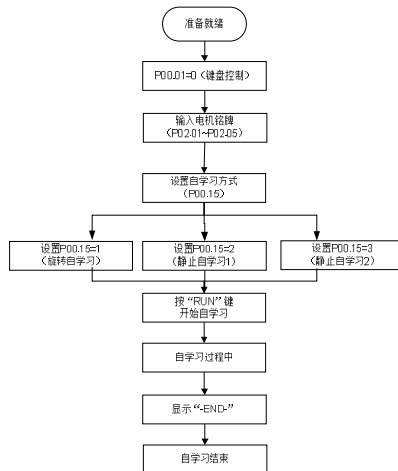 准备就绪
P00.01=0（键盘控制）
输入电机铭牌
（P02.01~P02.05）
设置自学习方式
（P00.15）
设置P00.15=1
（旋转自学习）
设置P00.15=2
（静止自学习1）
设置P00.15=3
（静止自学习2）
按“RUN”键
开始自学习
自学习过程中
显示“-END-”
自学习结束